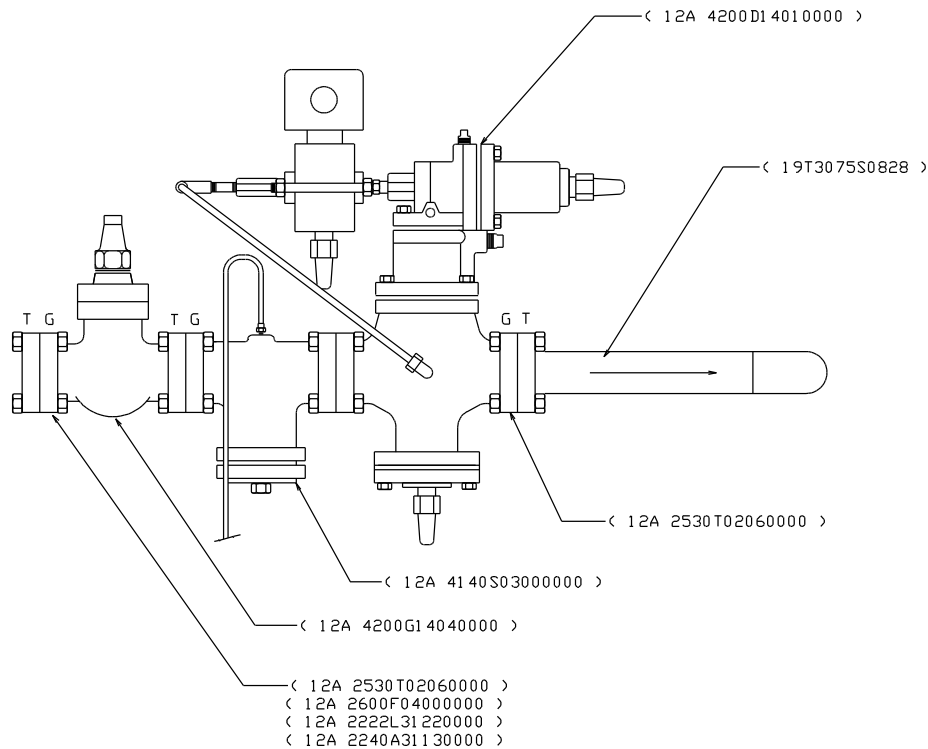 ( 12A 4200D14010000 )
( 19T3075S0828 )
T G
T G
G T
( 12A 2530T02060000 )
( 12A 4140S03000000 )
( 12A 4200G14040000 )
( 12A 2530T02060000 )
( 12A 2600F04000000 )
( 12A 2222L31220000 )
( 12A 2240A31130000 )